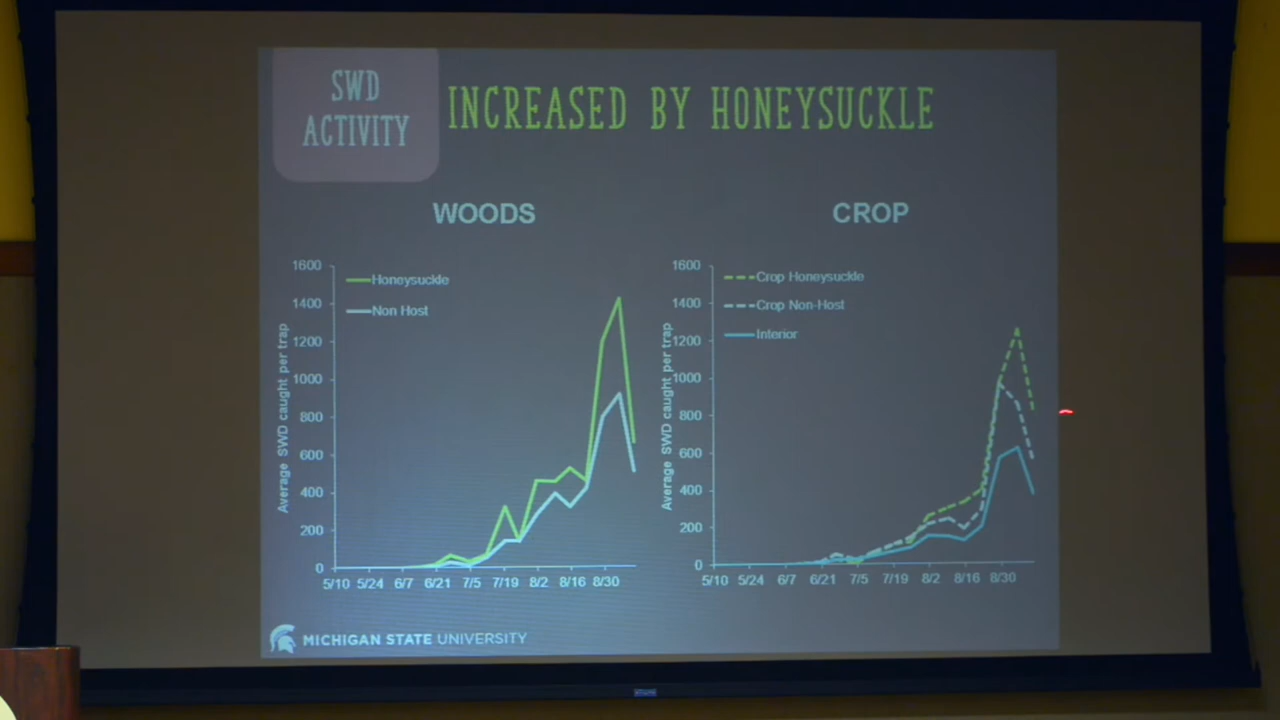 SWD
ACTIVITY
INCREASED BY HONEYSUCKLE
WOODS
Average SWD caught per trap
1600
1400
1200
1000
800
600
400
200
0
Honeysuckle
Non Host
5/10 5/24 6/7 6/21 7/5 7/19 8/2 8/16 8/30
CROP
Average SWD caught per trap
1600
1400
1200
1000
800
600
400
200
0
Crop Honeysuckle
Crop Non-Host
Interior
5/10 5/24 6/7 6/21 7/5 7/19 8/2 8/16 8/30
MICHIGAN STATE UNIVERSITY